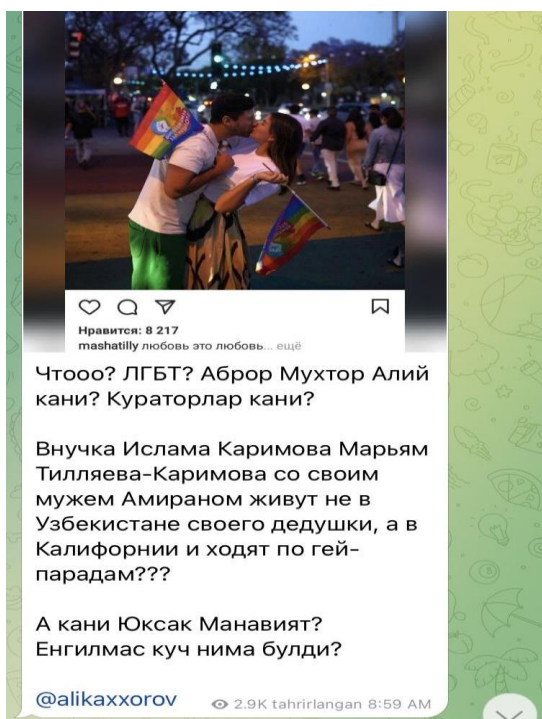 Нравится: 8 217
mashatilly любовь это любовь... ещё
Чтооо? ЛГБТ? Аброр Мухтор Алий
кани? Кураторлар кани?
Внучка Ислама Каримова Марьям
Тилляева-Каримова со своим
мужем Амираном живут не в
Узбекистане своего дедушки, а в
Калифорнии и ходят по гей-
парадам???
А кани Юксак Манавият?
Енгилмас куч нима булди?
@alikaxxorov 2.9K tahrirlangan 8:59 AM